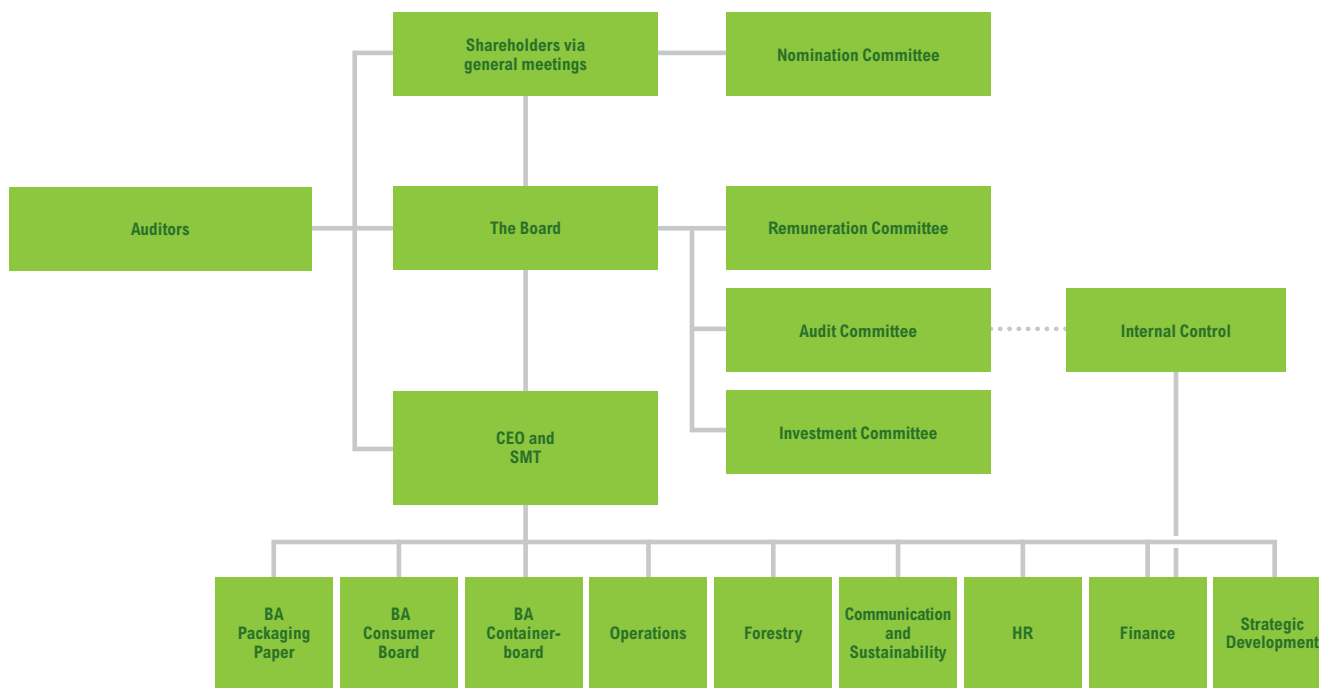 Shareholders via
general meetings
Nomination Committee
Auditors
The Board
Remuneration Committee
Audit Committee
Internal Control
Investment Committee
CEO and
SMT
BA
Packaging
Paper
BA
Consumer
Board
BA
Container-
board
Operations
Forestry
Communication
and
Sustainability
HR
Finance
Strategic
Development